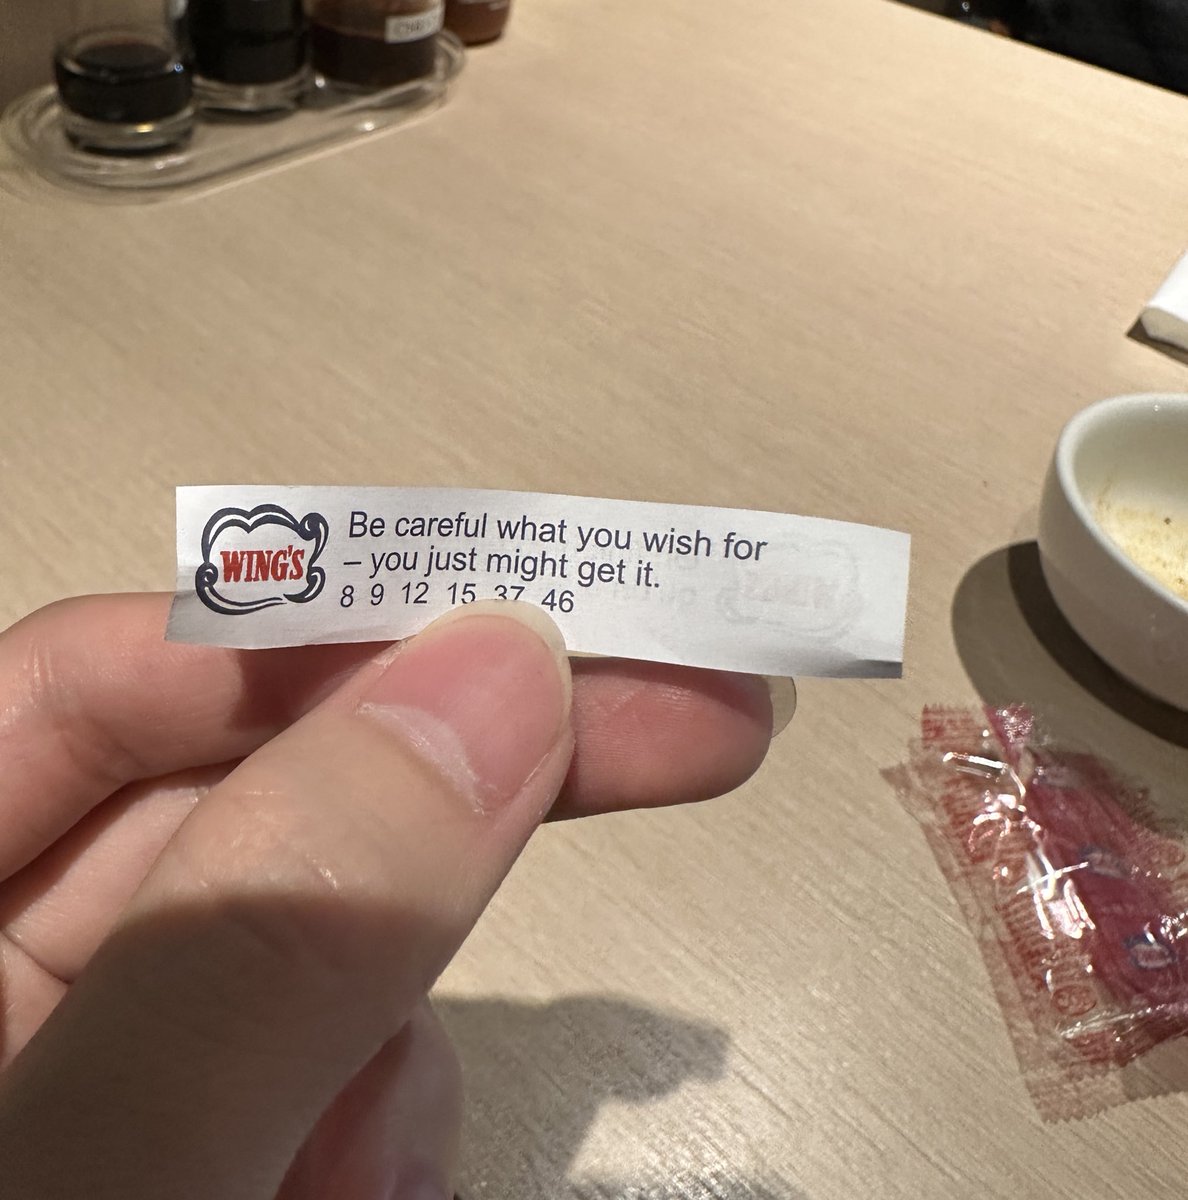 WING'S
Be careful what you wish for
– you just might get it.
8 9 12 15 37 46